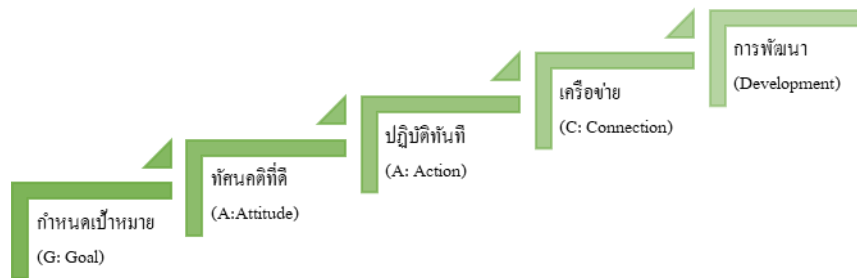 กำหนดเป้าหมาย
(G: Goal)
ทัศนคติที่ดี
(A:Attitude)
ปฏิบัติทันที
(A: Action)
เครือข่าย
(C: Connection)
การพัฒนา
(Development)